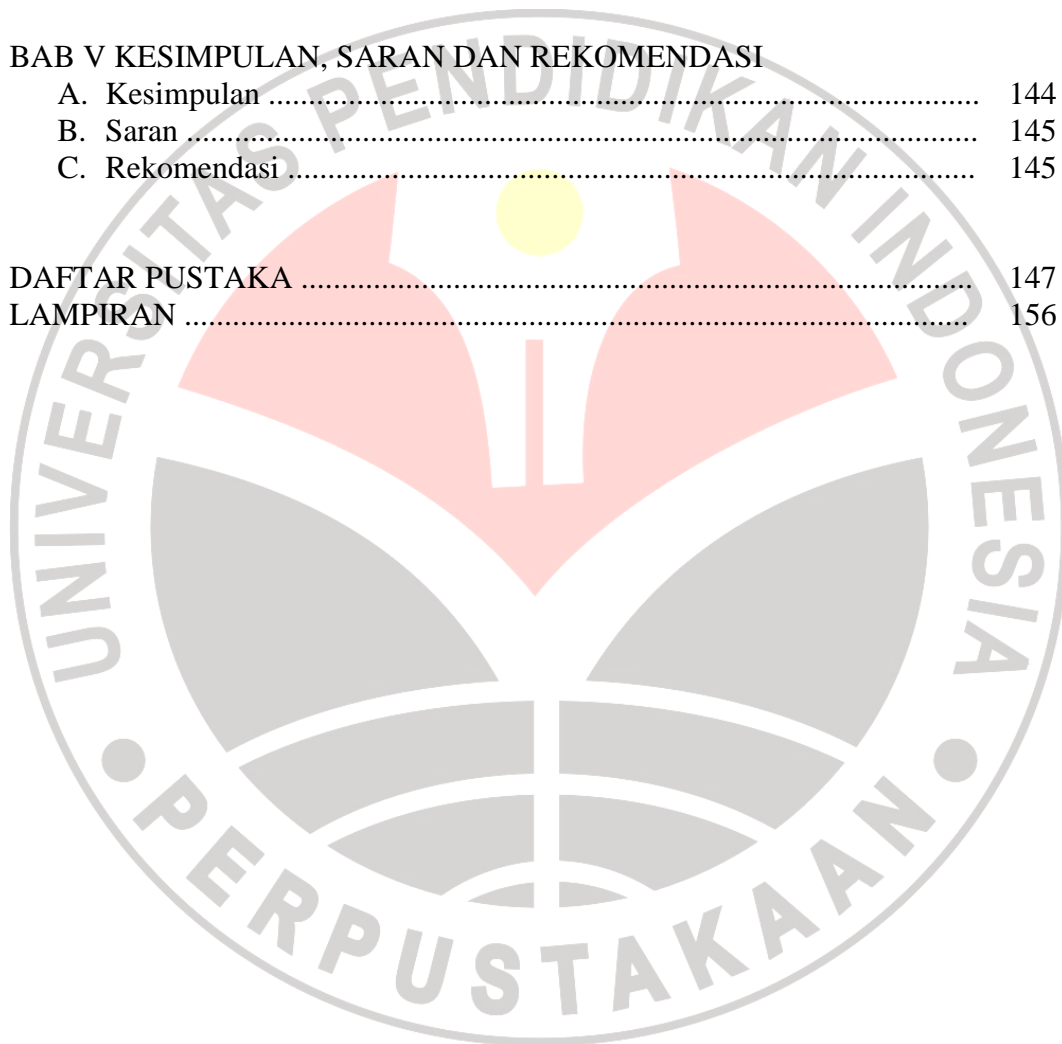 BAB V KESIMPULAN, SARAN DAN REKOMENDASI
A. Kesimpulan ........................................................................................ 144
B. Saran .................................................................................................. 145
C. Rekomendasi ..................................................................................... 145
DAFTAR PUSTAKA ................................................................................... 147
LAMPIRAN ................................................................................................. 156
UNIVERSITAS PENDIDIKAN INDONESIA
PERPUSTAKAAN